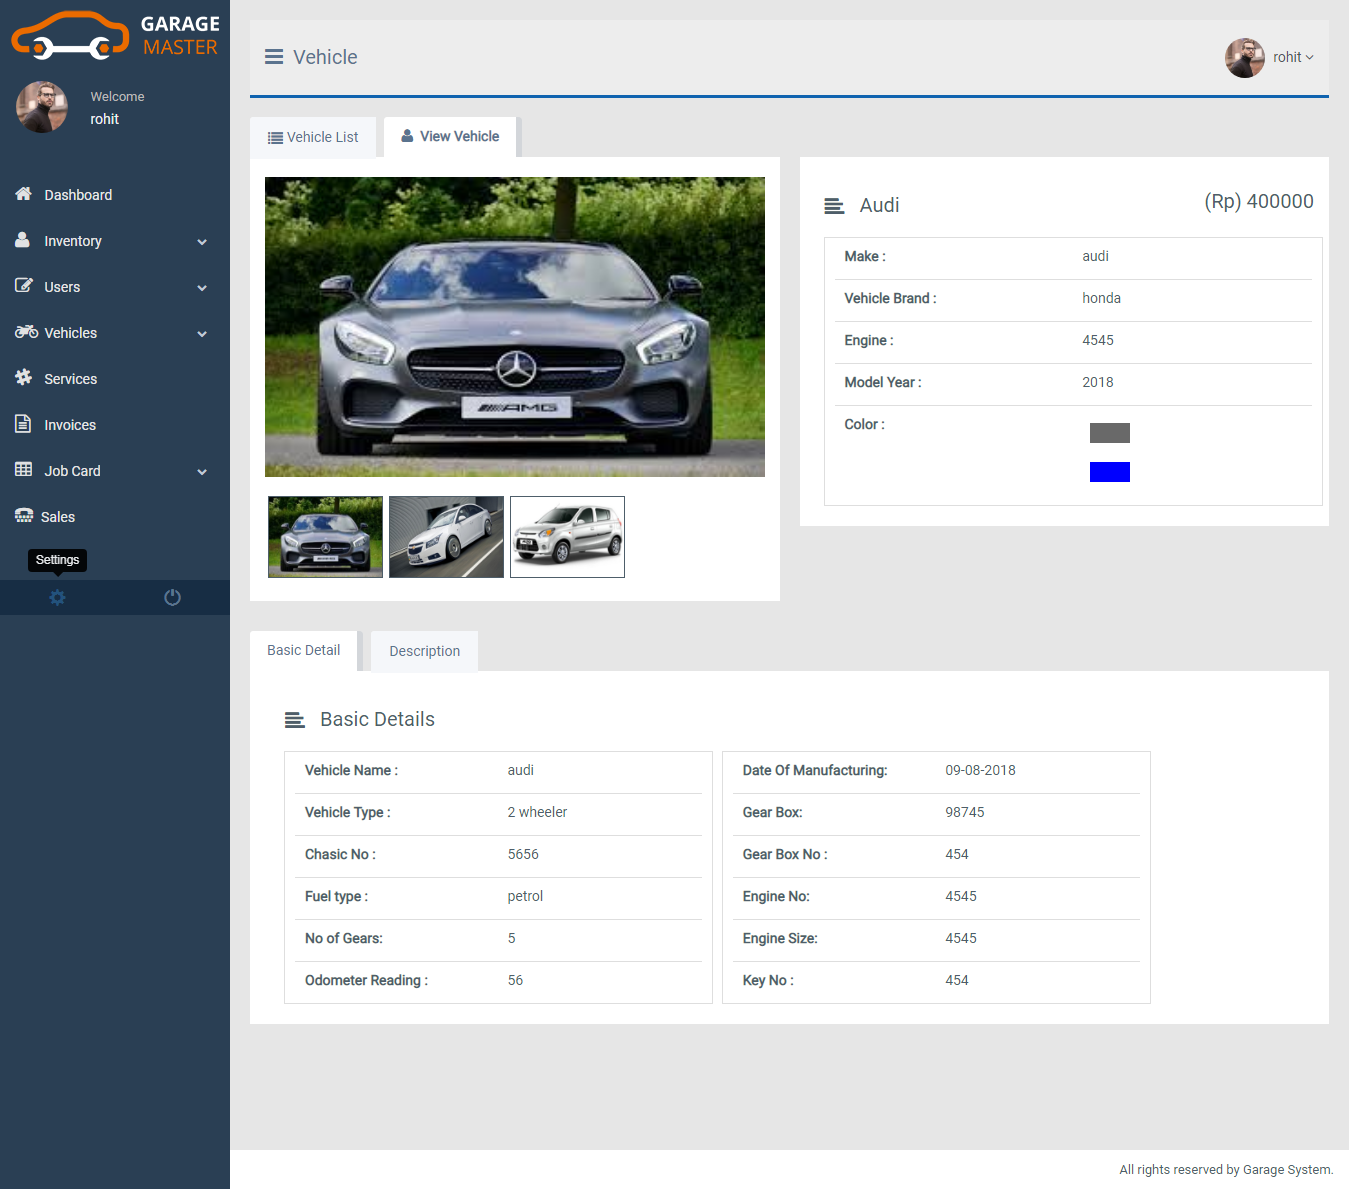 GARAGE
MASTER
Welcome
rohit
Dashboard
Inventory
Users
Vehicles
Services
Invoices
Job Card
Sales
Settings
Vehicle
rohit
Vehicle List
View Vehicle
AMG
Audi
(Rp) 400000
Make : audi
Vehicle Brand : honda
Engine : 4545
Model Year : 2018
Color :
Basic Detail
Description
Basic Details
Vehicle Name : audi
Vehicle Type : 2 wheeler
Chasic No : 5656
Fuel type : petrol
No of Gears: 5
Odometer Reading : 56
Date Of Manufacturing: 09-08-2018
Gear Box: 98745
Gear Box No : 454
Engine No: 4545
Engine Size: 4545
Key No : 454
All rights reserved by Garage System.